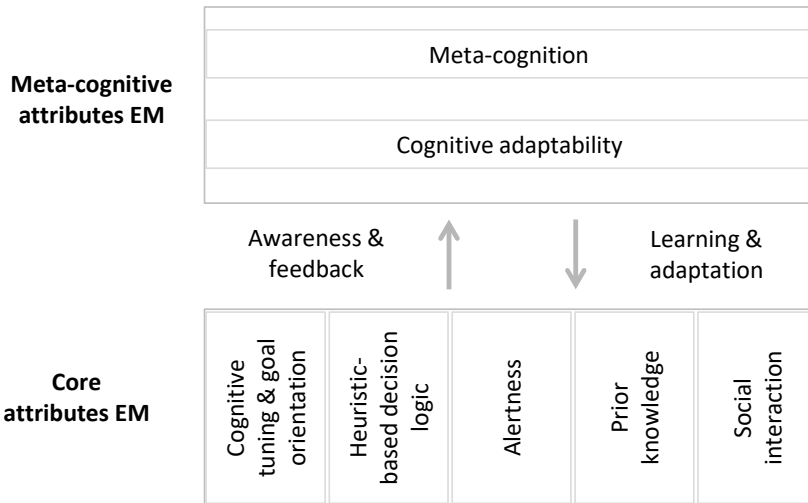 Meta-cognitive
attributes EM
Meta-cognition
Cognitive adaptability
Awareness &
feedback
Learning &
adaptation
Core
attributes EM
Cognitive
tuning & goal
orientation
Heuristic-
based decision
logic
Alertness
Prior
knowledge
Social
interaction